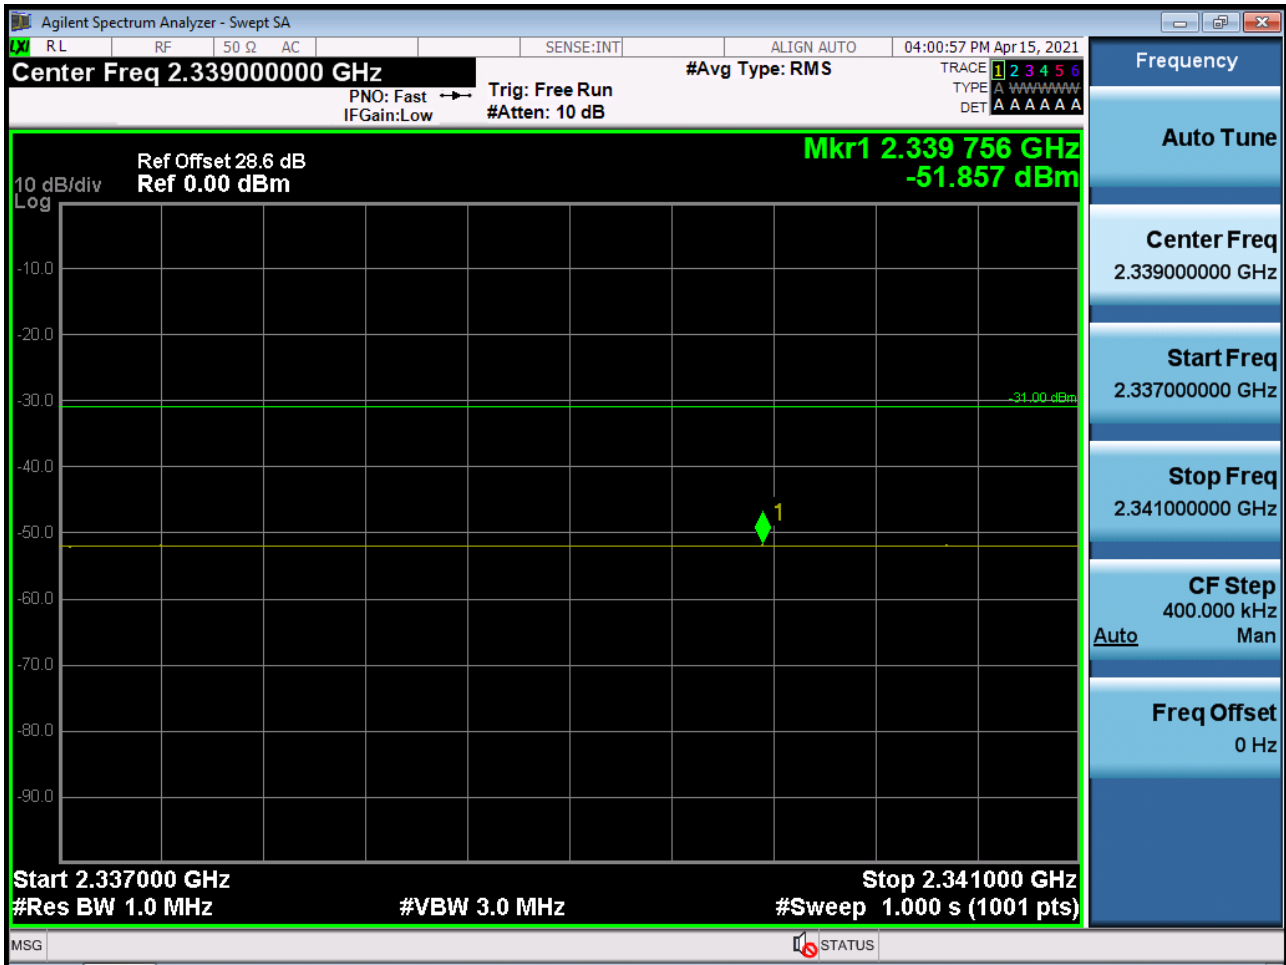 Agilent Spectrum Analyzer - Swept SA
LXI RL RF 50 Ω AC SENSE:INT ALIGN AUTO 04:00:57 PM Apr 15, 2021
Center Freq 2.339000000 GHz
PNO: Fast
IFGain:Low
Trig: Free Run
#Atten: 10 dB
#Avg Type: RMS
TRACE 1 2 3 4 5 6
TYPE A WWWWW
DET A A A A A A
Mkr1 2.339 756 GHz
-51.857 dBm
Ref Offset 28.6 dB
10 dB/div Ref 0.00 dBm
Log
-10.0
-20.0
-30.0
-31.00 dBm
-40.0
1
-50.0
-60.0
-70.0
-80.0
-90.0
Start 2.337000 GHz Stop 2.341000 GHz
#Res BW 1.0 MHz #VBW 3.0 MHz #Sweep 1.000 s (1001 pts)
MSG STATUS
Frequency
Auto Tune
Center Freq
2.339000000 GHz
Start Freq
2.337000000 GHz
Stop Freq
2.341000000 GHz
CF Step
400.000 kHz
Auto Man
Freq Offset
0 Hz